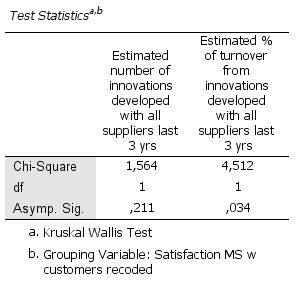 Test Statistics a,b
Estimated number of innovations developed with all suppliers last 3 yrs
Estimated % of turnover from innovations developed with all suppliers last 3 yrs
Chi-Square 1,564 4,512
df 1 1
Asymp. Sig. ,211 ,034
a. Kruskal Wallis Test
b. Grouping Variable: Satisfaction MS w
customers recoded